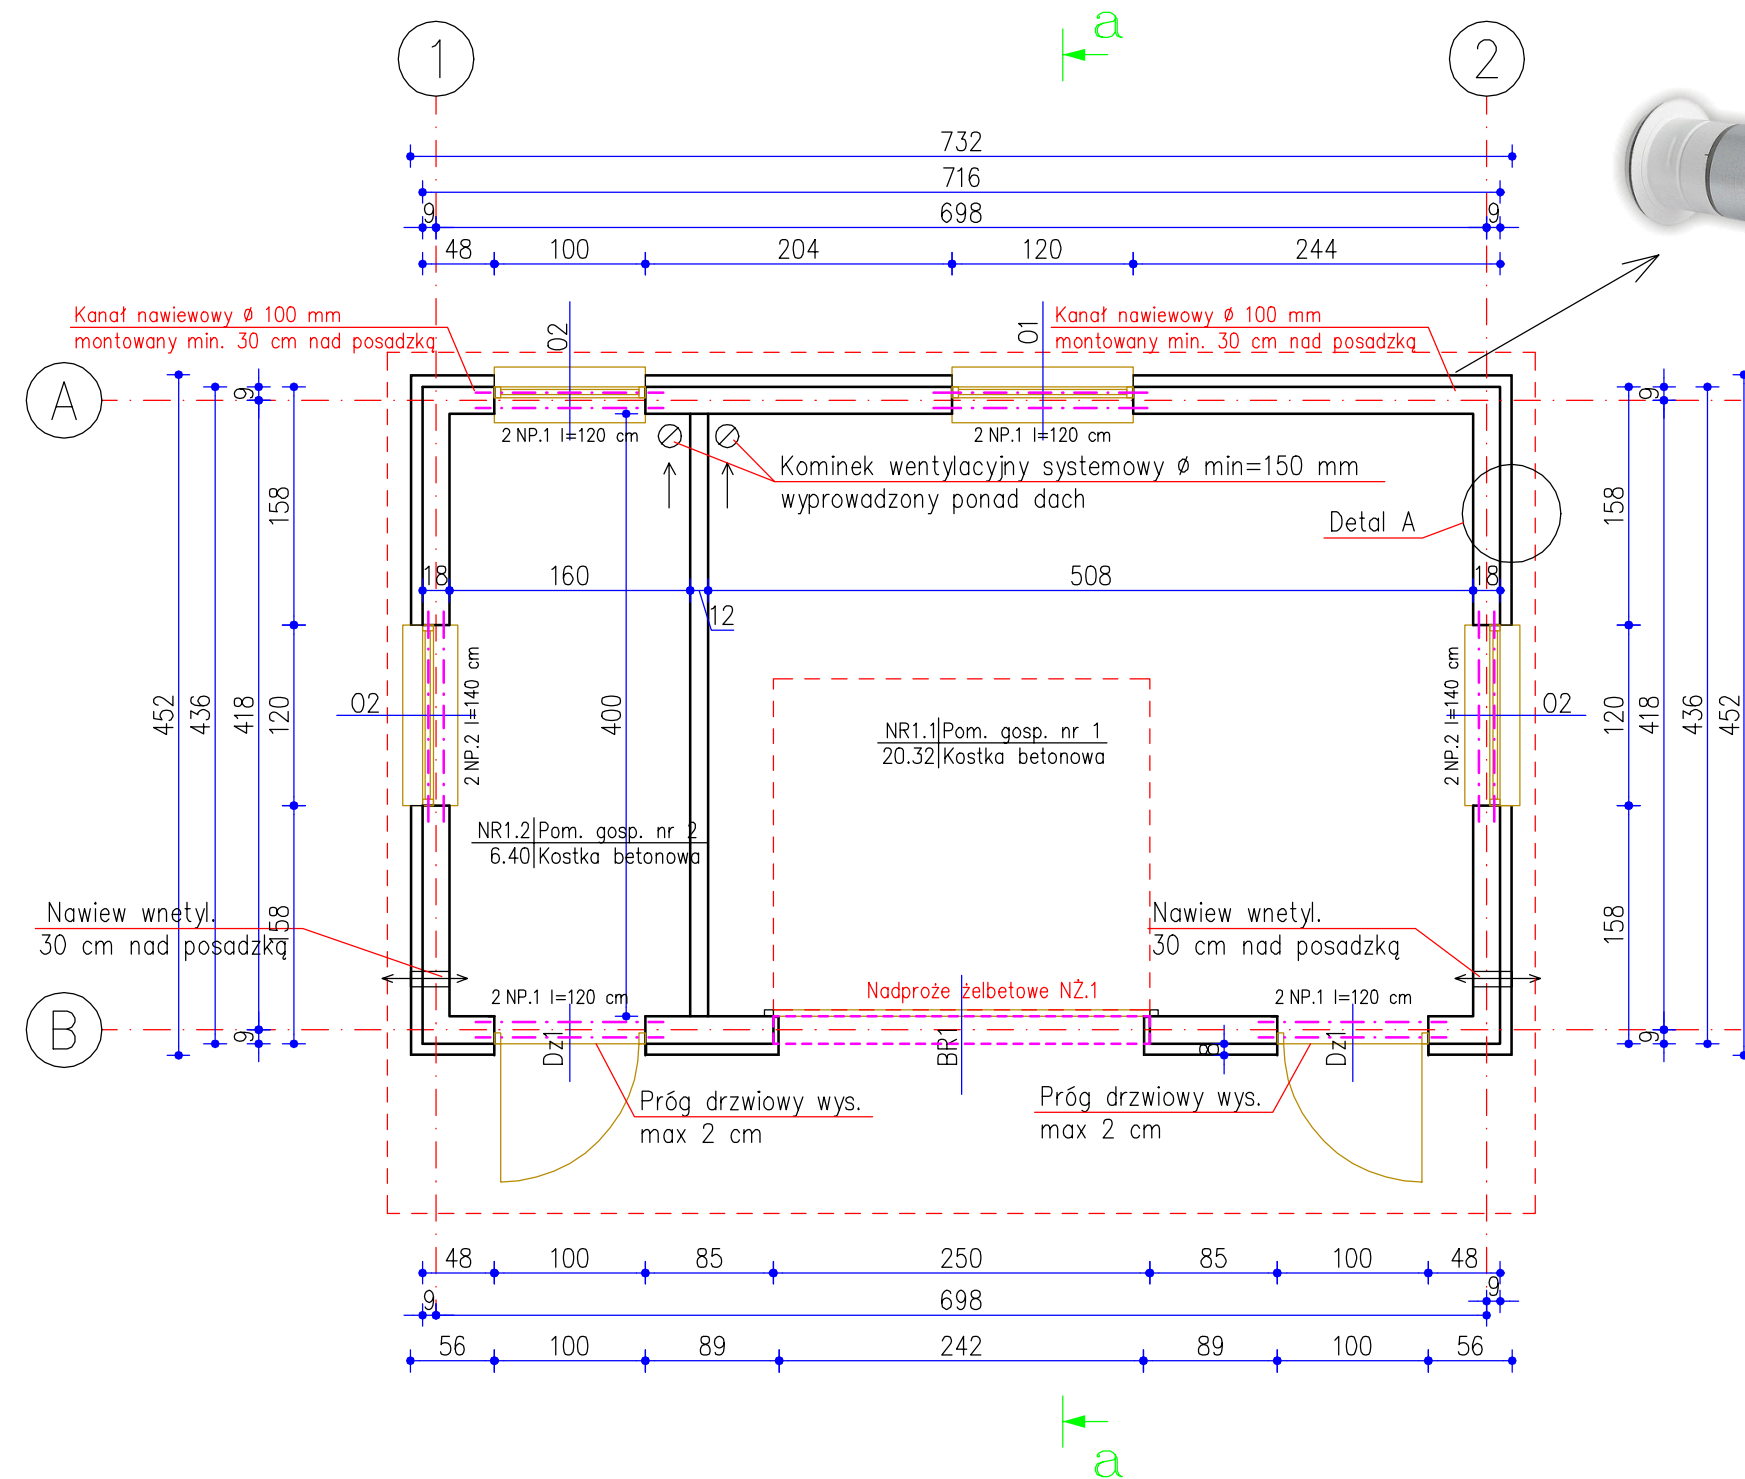 a
1
2
732
716
9
698
9
48
100
204
120
244
Kanał nawiewowy Ø 100 mm
montowany min. 30 cm nad posadzką
O2
O1
Kanał nawiewowy Ø 100 mm
montowany min. 30 cm nad posadzką
A
9
9
2 NP.1 l=120 cm
2 NP.1 l=120 cm
Kominek wentylacyjny systemowy Ø min=150 mm
wyprowadzony ponad dach
Detal A
158
158
18
160
508
18
12
452
436
418
120
O2
2 NP.2 l=140 cm
400
NR1.1 Pom. gosp. nr 1
20.32 Kostka betonowa
2 NP.2 l=140 cm
O2
120
418
436
452
NR1.2 Pom. gosp. nr 2
6.40 Kostka betonowa
Nawiew wnetyl.
30 cm nad posadzką
158
Nawiew wnetyl.
30 cm nad posadzką
158
2 NP.1 l=120 cm
Nadproże żelbetowe NŻ.1
2 NP.1 l=120 cm
B
9
Dz1
BR1
8
Dz1
9
Próg drzwiowy wys.
max 2 cm
Próg drzwiowy wys.
max 2 cm
48
100
85
250
85
100
48
9
698
9
56
100
89
242
89
100
56
a